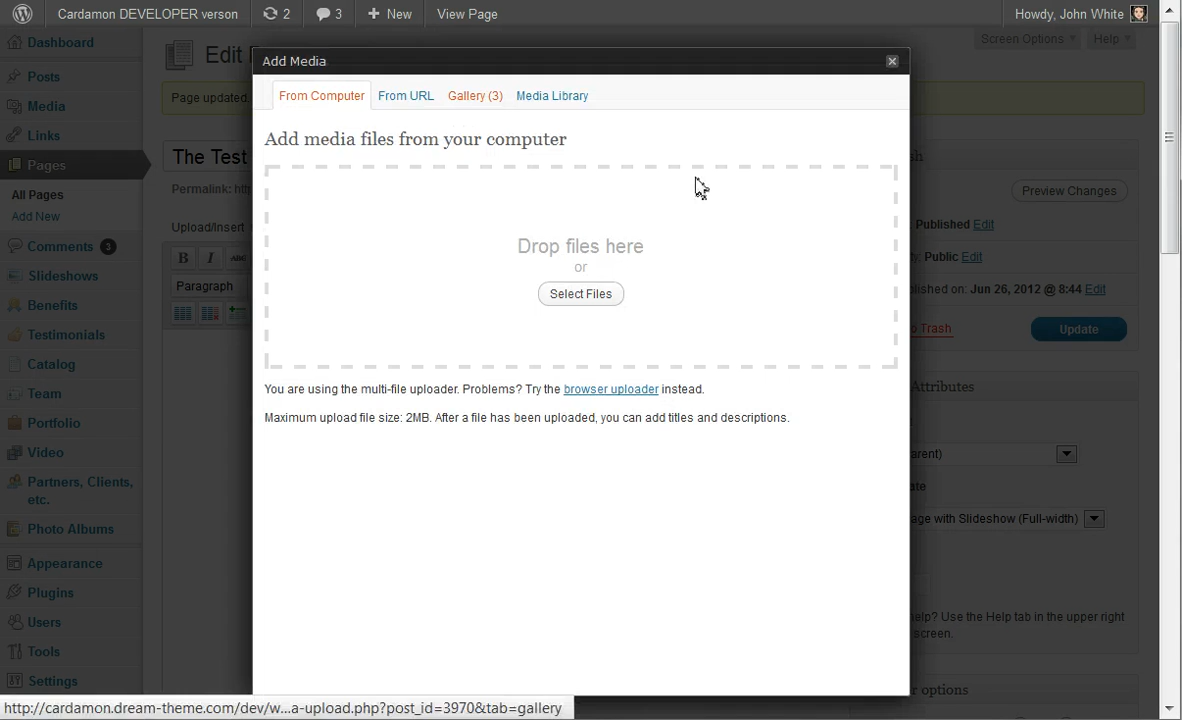 Cardamon DEVELOPER verson 2 3 New View Page Howdy, John White
Screen Options Help
Dashboard
Posts
Media
Links
Pages
All Pages
Add New
Comments 3
Slideshows
Benefits
Testimonials
Catalog
Team
Portfolio
Video
Partners, Clients,
etc.
Photo Albums
Appearance
Plugins
Users
Tools
Settings
Edit
Page updated.
The Test
Permalink:
Upload/Insert
B I ABC
Paragraph
Add Media
From Computer From URL Gallery (3) Media Library
Add media files from your computer
Drop files here
or
Select Files
You are using the multi-file uploader. Problems? Try the browser uploader instead.
Maximum upload file size: 2MB. After a file has been uploaded, you can add titles and descriptions.
Preview Changes
Published Edit
Public Edit
Jun 26, 2012 @ 8:44 Edit
Trash Update
Attributes
(Full-width)
with Slideshow
Use the Help tab in the upper right
screen.
options
http://cardamon.dream-theme.com/dev/w...a-upload.php?post_id=3970&tab=gallery